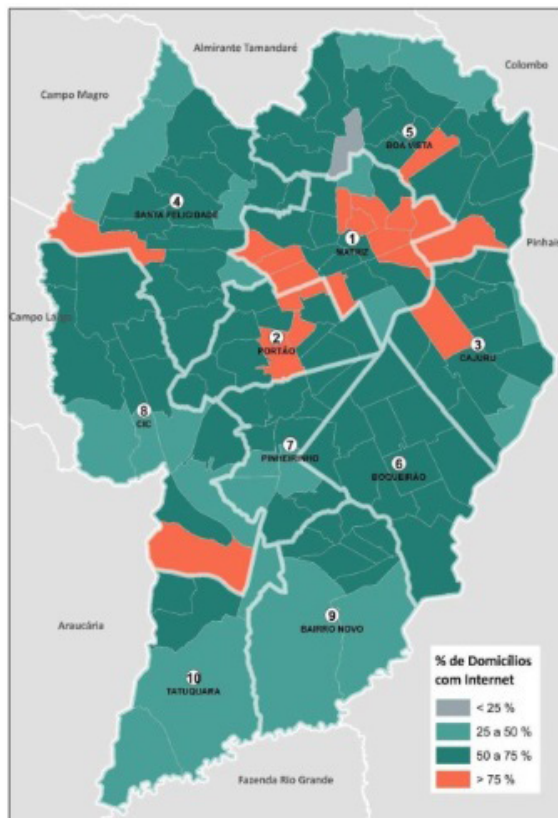 Almirante Tamandaré
Colombo
Campo Magro
5
BOA VISTA
4
SANTA FELICIDADE
1
MATRIZ
Pinhais
Campo Largo
2
PORTÃO
3
CAJURU
8
CIC
7
PINHEIRINHO
6
BOQUEIRÃO
Araucária
9
BAIRRO NOVO
10
TATUQUARA
% de Domicílios
com Internet
< 25 %
25 a 50 %
50 a 75 %
> 75 %
Fazenda Rio Grande